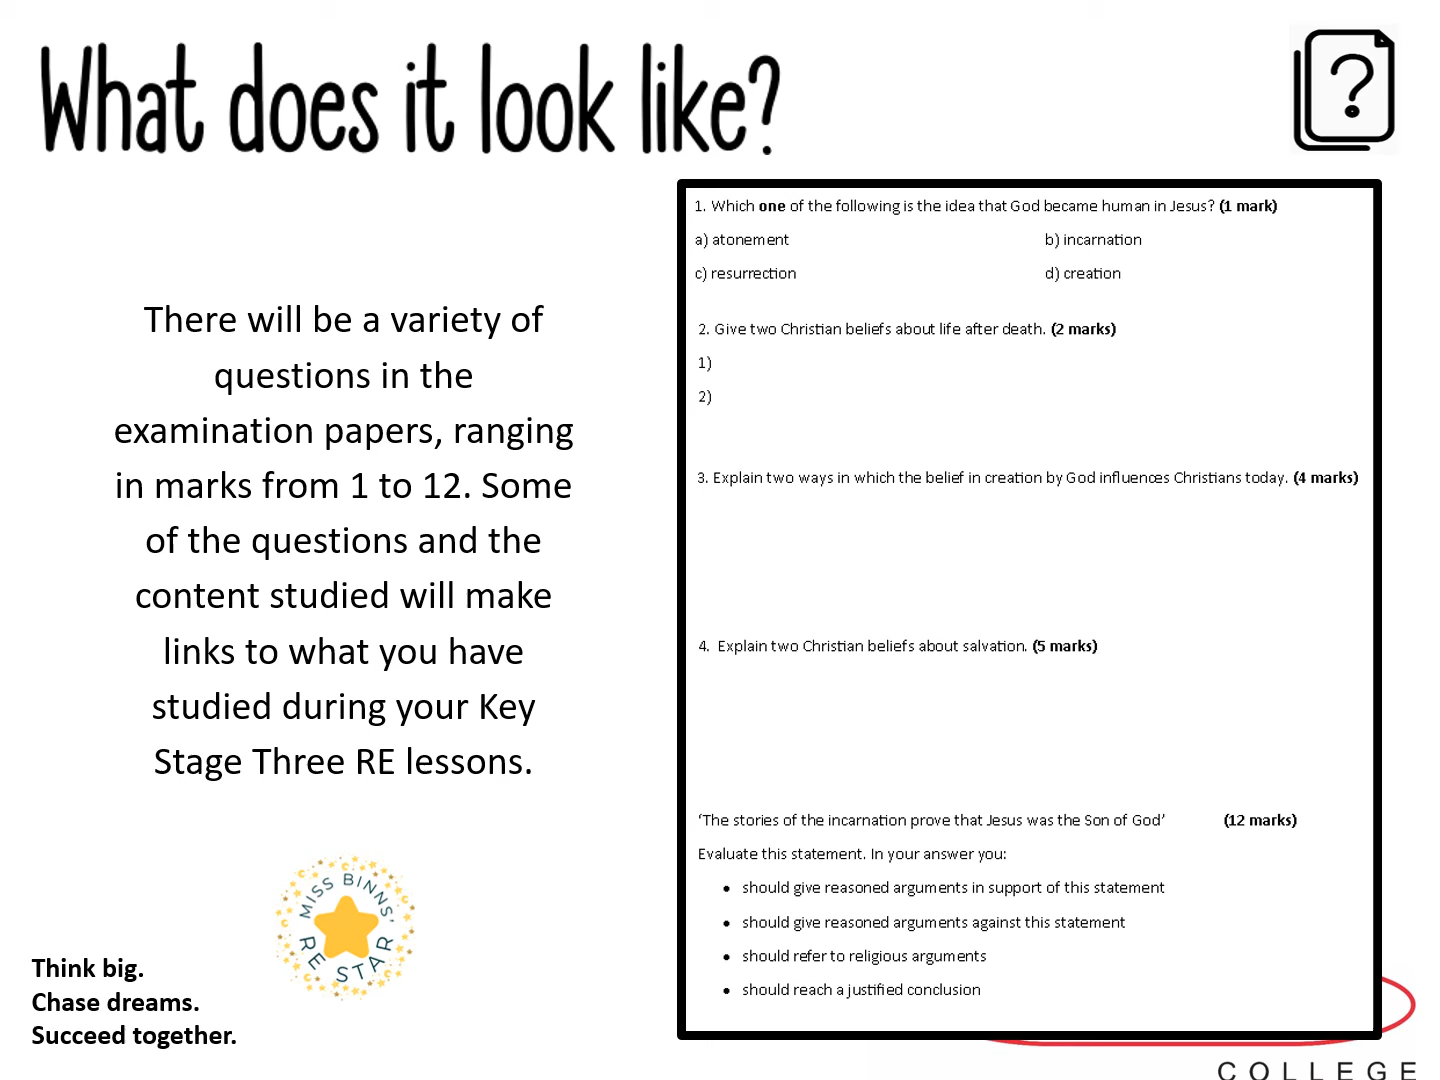 What does it look like?
?
There will be a variety of
questions in the
examination papers, ranging
in marks from 1 to 12. Some
of the questions and the
content studied will make
links to what you have
studied during your Key
Stage Three RE lessons.
MISS BINNS'
RE STAR
Think big.
Chase dreams.
Succeed together.
1. Which one of the following is the idea that God became human in Jesus? (1 mark)
a) atonement b) incarnation
c) resurrection d) creation
2. Give two Christian beliefs about life after death. (2 marks)
1)
2)
3. Explain two ways in which the belief in creation by God influences Christians today. (4 marks)
4. Explain two Christian beliefs about salvation. (5 marks)
‘The stories of the incarnation prove that Jesus was the Son of God’ (12 marks)
Evaluate this statement. In your answer you:
• should give reasoned arguments in support of this statement
• should give reasoned arguments against this statement
• should refer to religious arguments
• should reach a justified conclusion
COLLEGE